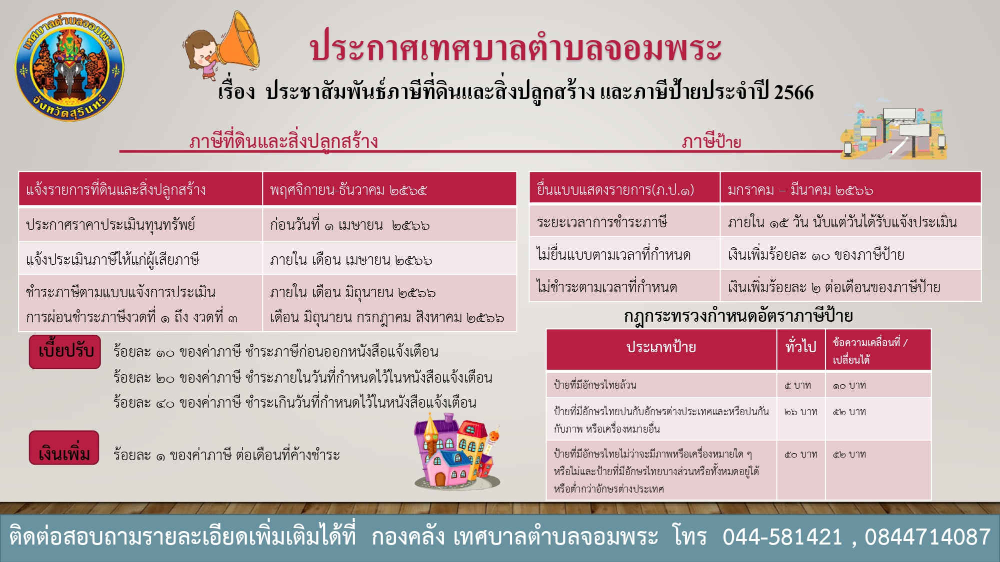 เทศบาลตำบลจอมพระ
จังหวัดสุรินทร์
ประกาศเทศบาลตำบลจอมพระ
เรื่อง ประชาสัมพันธ์ภาษีที่ดินและสิ่งปลูกสร้าง และภาษีป้ายประจำปี 2566
ภาษีที่ดินและสิ่งปลูกสร้าง
แจ้งรายการที่ดินและสิ่งปลูกสร้าง พฤศจิกายน-ธันวาคม ๒๕๖๕
ประกาศราคาประเมินทุนทรัพย์ ก่อนวันที่ ๑ เมษายน ๒๕๖๖
แจ้งประเมินภาษีให้แก่ผู้เสียภาษี ภายใน เดือน เมษายน ๒๕๖๖
ชำระภาษีตามแบบแจ้งการประเมิน ภายใน เดือน มิถุนายน ๒๕๖๖
การผ่อนชำระภาษีงวดที่ ๑ ถึง งวดที่ ๓ เดือน มิถุนายน กรกฎาคม สิงหาคม ๒๕๖๖
เบี้ยปรับ ร้อยละ ๑๐ ของค่าภาษี ชำระภาษีก่อนออกหนังสือแจ้งเตือน
ร้อยละ ๒๐ ของค่าภาษี ชำระภายในวันที่กำหนดไว้ในหนังสือแจ้งเตือน
ร้อยละ ๔๐ ของค่าภาษี ชำระเกินวันที่กำหนดไว้ในหนังสือแจ้งเตือน
เงินเพิ่ม ร้อยละ ๑ ของค่าภาษี ต่อเดือนที่ค้างชำระ
ภาษีป้าย
ยื่นแบบแสดงรายการ(ภ.ป.๑) มกราคม – มีนาคม ๒๕๖๖
ระยะเวลาการชำระภาษี ภายใน ๑๕ วัน นับแต่วันได้รับแจ้งประเมิน
ไม่ยื่นแบบตามเวลาที่กำหนด เงินเพิ่มร้อยละ ๑๐ ของภาษีป้าย
ไม่ชำระตามเวลาที่กำหนด เงินเพิ่มร้อยละ ๒ ต่อเดือนของภาษีป้าย
กฎกระทรวงกำหนดอัตราภาษีป้าย
ประเภทป้าย ทั่วไป ข้อความเคลื่อนที่ /
เปลี่ยนได้
ป้ายที่มีอักษรไทยล้วน ๕ บาท ๑๐ บาท
ป้ายที่มีอักษรไทยปนกับอักษรต่างประเทศและหรือปนกัน ๒๖ บาท ๕๒ บาท
กับภาพ หรือเครื่องหมายอื่น
ป้ายที่มีอักษรไทยไม่ว่าจะมีภาพหรือเครื่องหมายใด ๆ ๕๐ บาท ๕๒ บาท
หรือไม่และป้ายที่มีอักษรไทยบางส่วนหรือทั้งหมดอยู่ใต้
หรือต่ำกว่าอักษรต่างประเทศ
ติดต่อสอบถามรายละเอียดเพิ่มเติมได้ที่ กองคลัง เทศบาลตำบลจอมพระ โทร 044-581421 , 0844714087